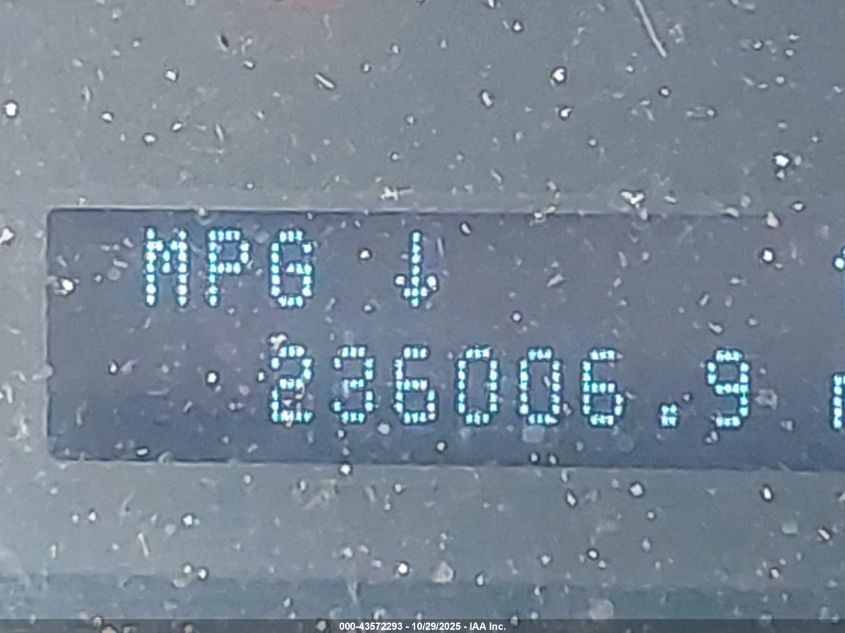 MPG ↓
236006.9
000-43572293 - 10/29/2025 - IAA Inc.